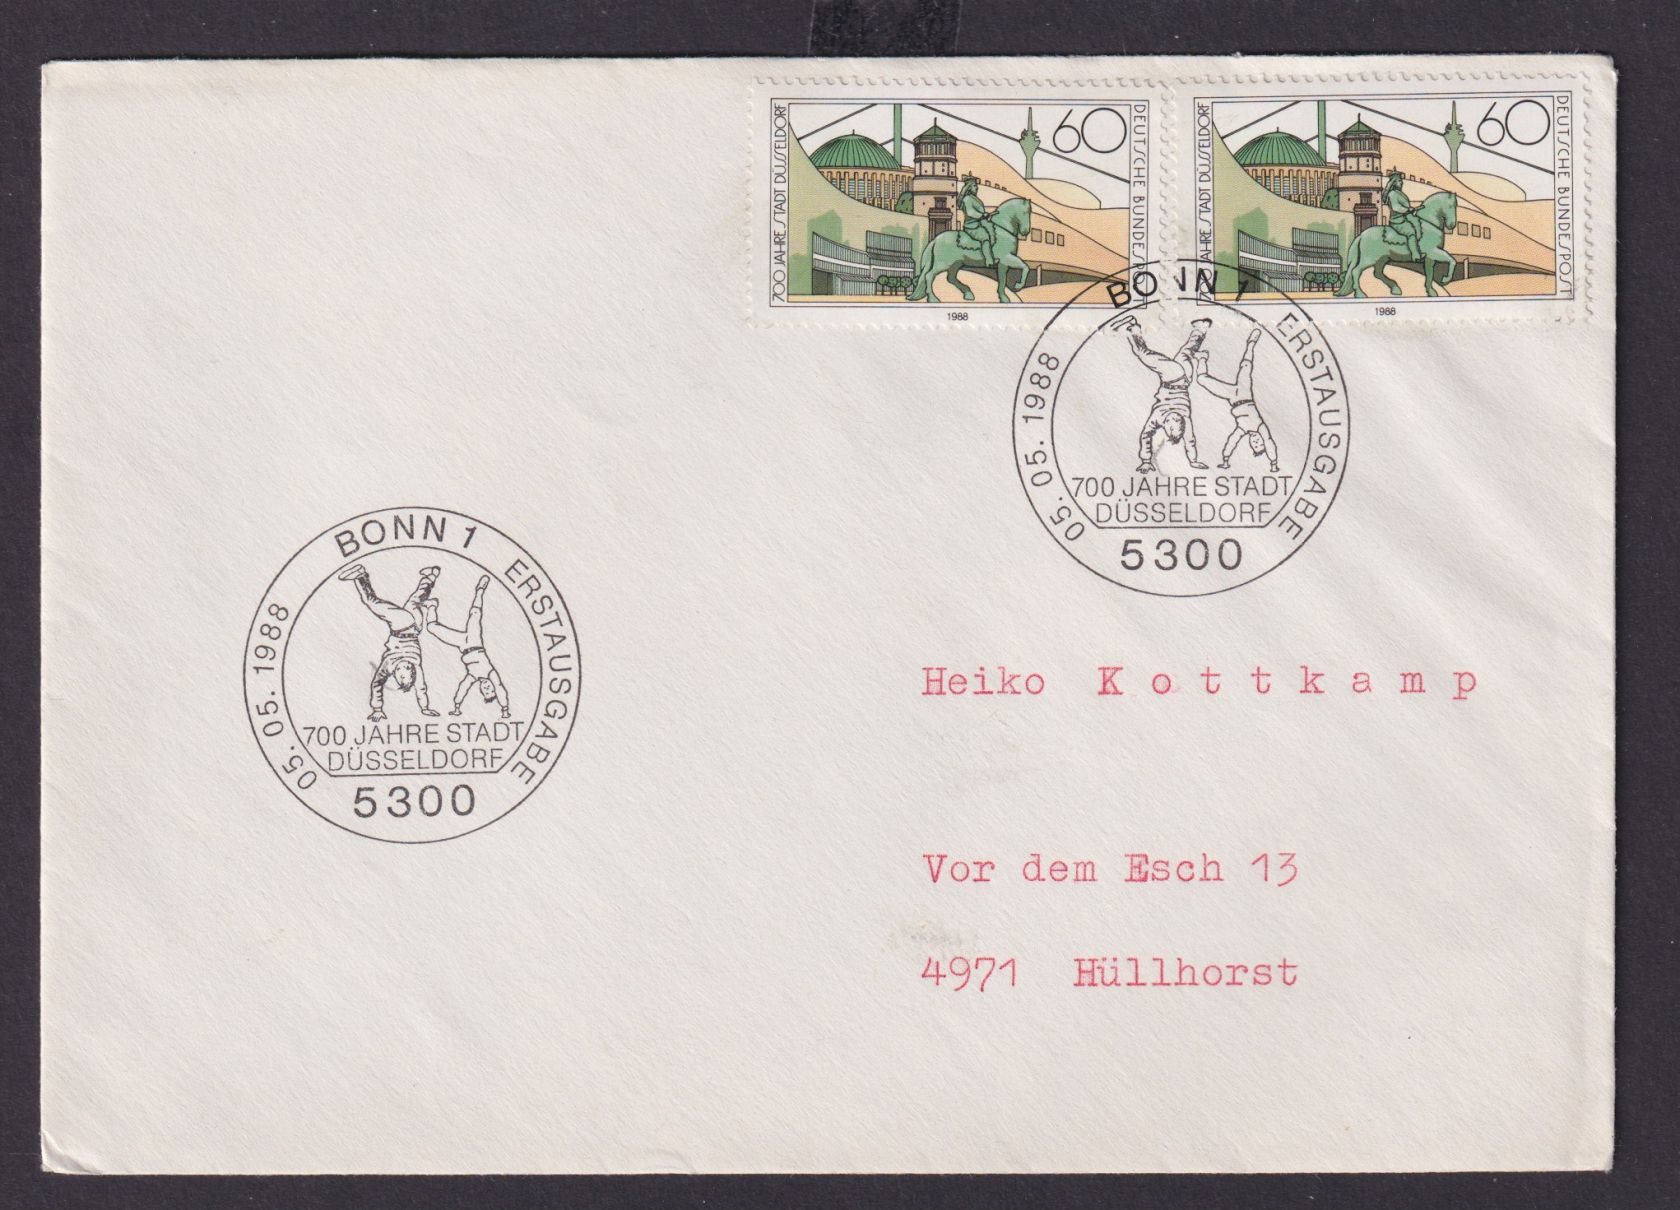 700 JAHRE STADT DÜSSELDORF
60
DEUTSCHE BUNDESPOST
1988
700 JAHRE STADT DÜSSELDORF
60
DEUTSCHE BUNDESPOST
1988
BONN 1
ERSTAUSGABE
05. 05. 1988
700 JAHRE STADT
DÜSSELDORF
5300
BONN 1
ERSTAUSGABE
05. 05. 1988
700 JAHRE STADT
DÜSSELDORF
5300
Heiko K o t t k a m p
Vor dem Esch 13
4971 Hüllhorst